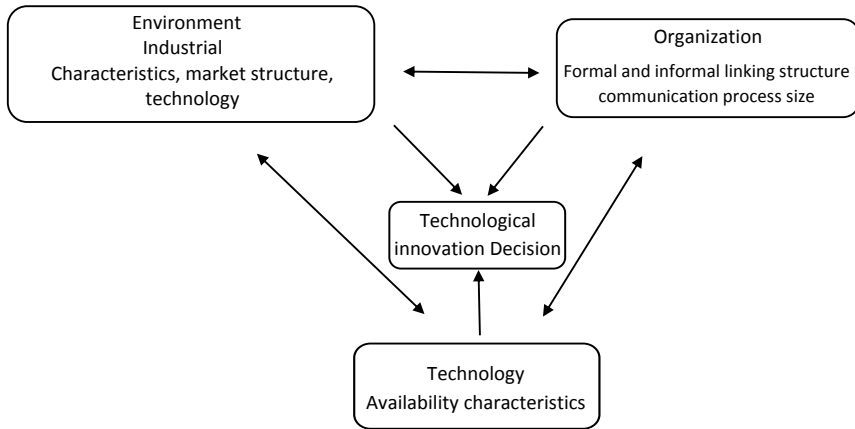 Environment
Industrial
Characteristics, market structure,
technology
Organization
Formal and informal linking structure
communication process size
Technological
innovation Decision
Technology
Availability characteristics